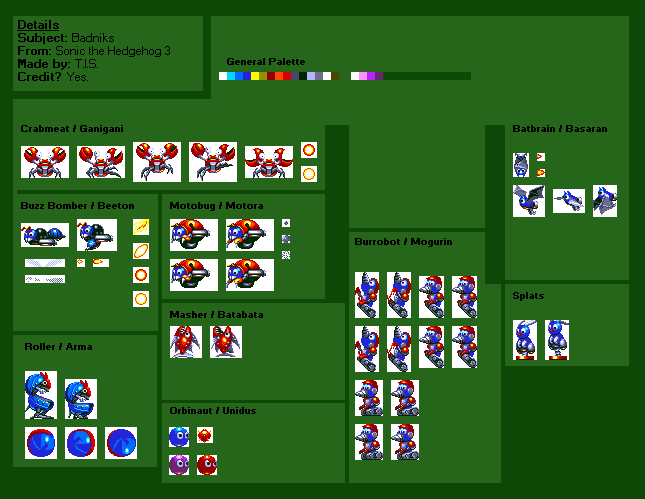 Details
Subject: Badniks
From: Sonic the Hedgehog 3
Made by: T.I.S.
Credit? Yes.
General Palette
Crabmeat / Ganigani
Batbrain / Basaran
Buzz Bomber / Beeton
Motobug / Motora
Burrobot / Mogurin
Splats
Masher / Batabata
Roller / Arma
Orbinaut / Unidus